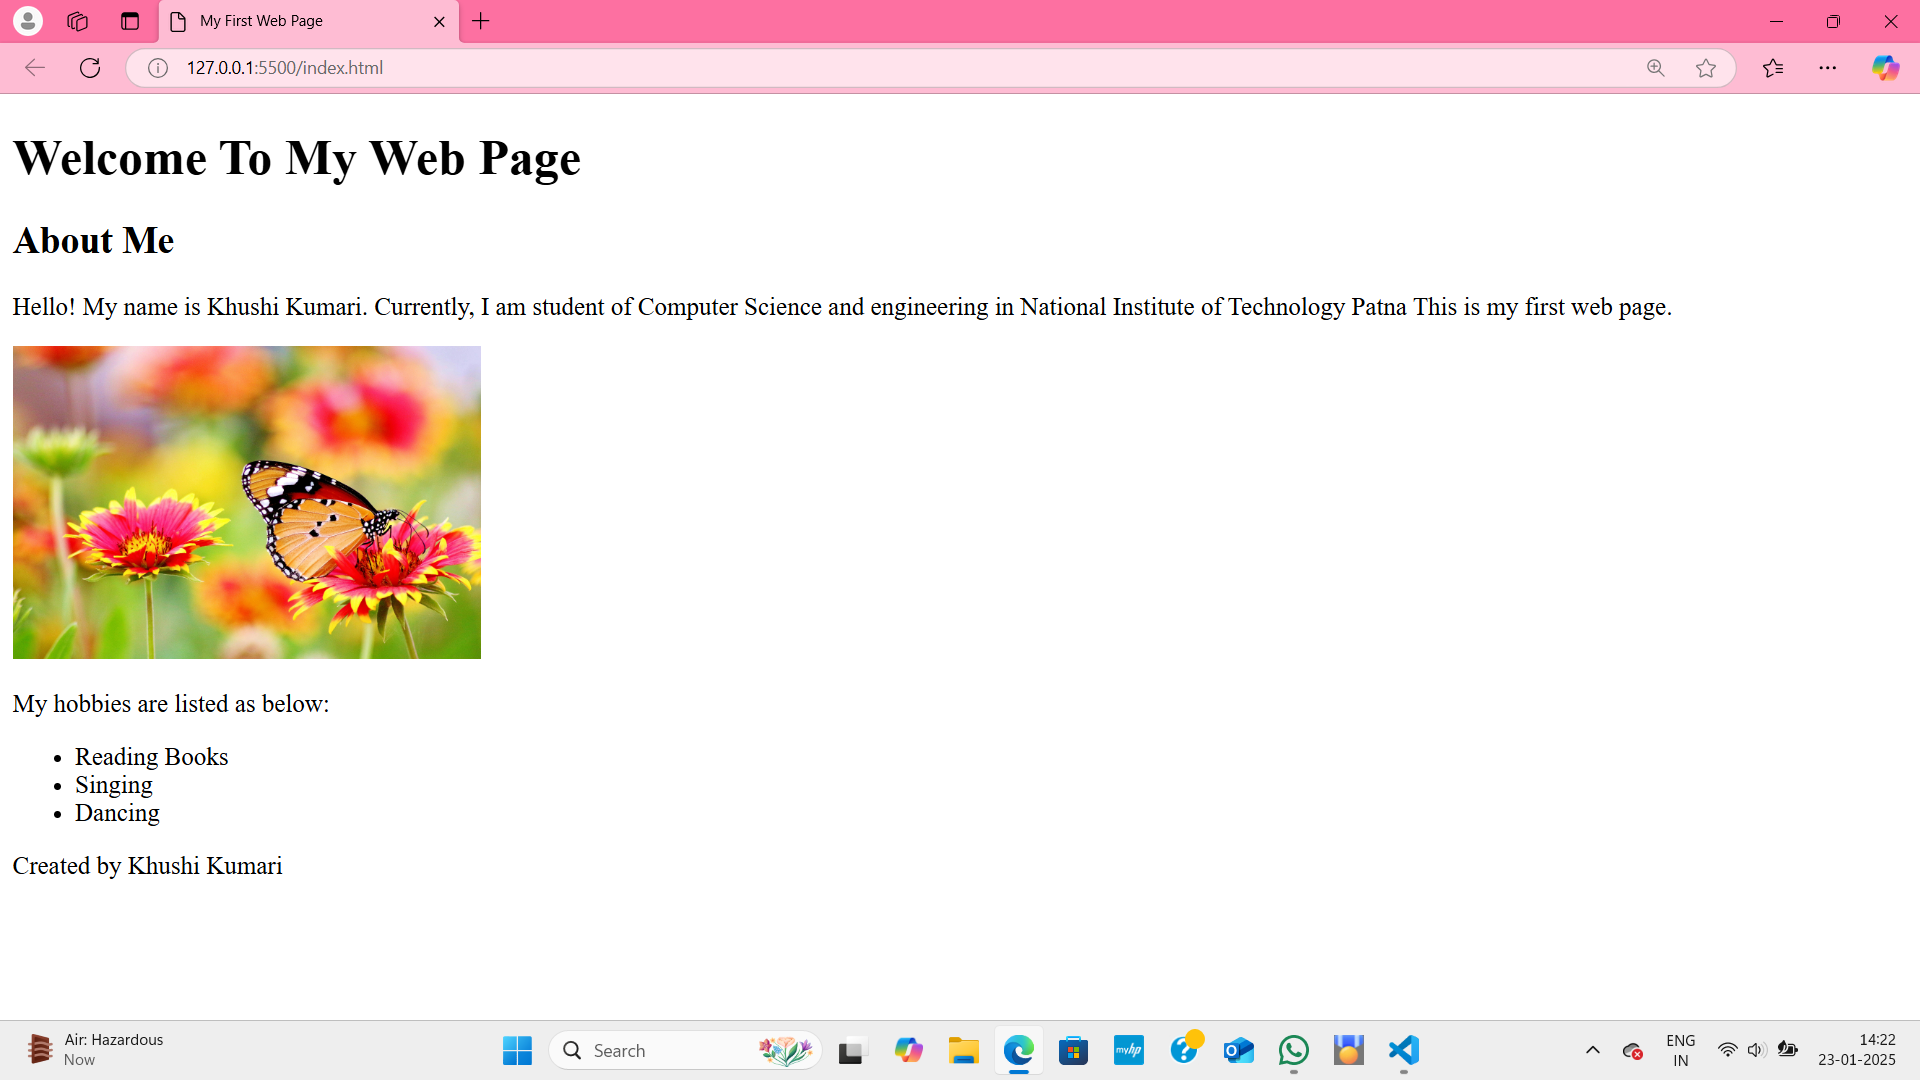 My First Web Page
127.0.0.1:5500/index.html
Welcome To My Web Page
About Me
Hello! My name is Khushi Kumari. Currently, I am student of Computer Science and engineering in National Institute of Technology Patna This is my first web page.
My hobbies are listed as below:
• Reading Books
• Singing
• Dancing
Created by Khushi Kumari
Air: Hazardous
Now
Search
myhp
ENG
IN
14:22
23-01-2025